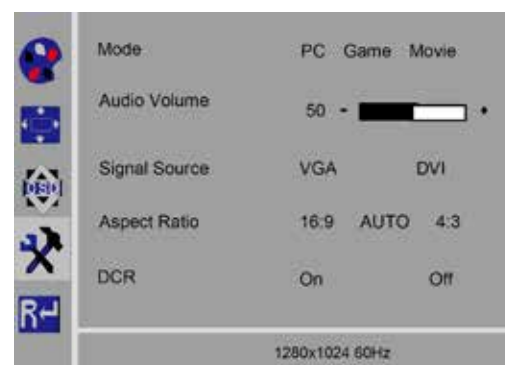 Mode PC Game Movie
Audio Volume 50 - +
Signal Source VGA DVI
OSD
Aspect Ratio 16:9 AUTO 4:3
DCR On Off
R
1280x1024 60Hz